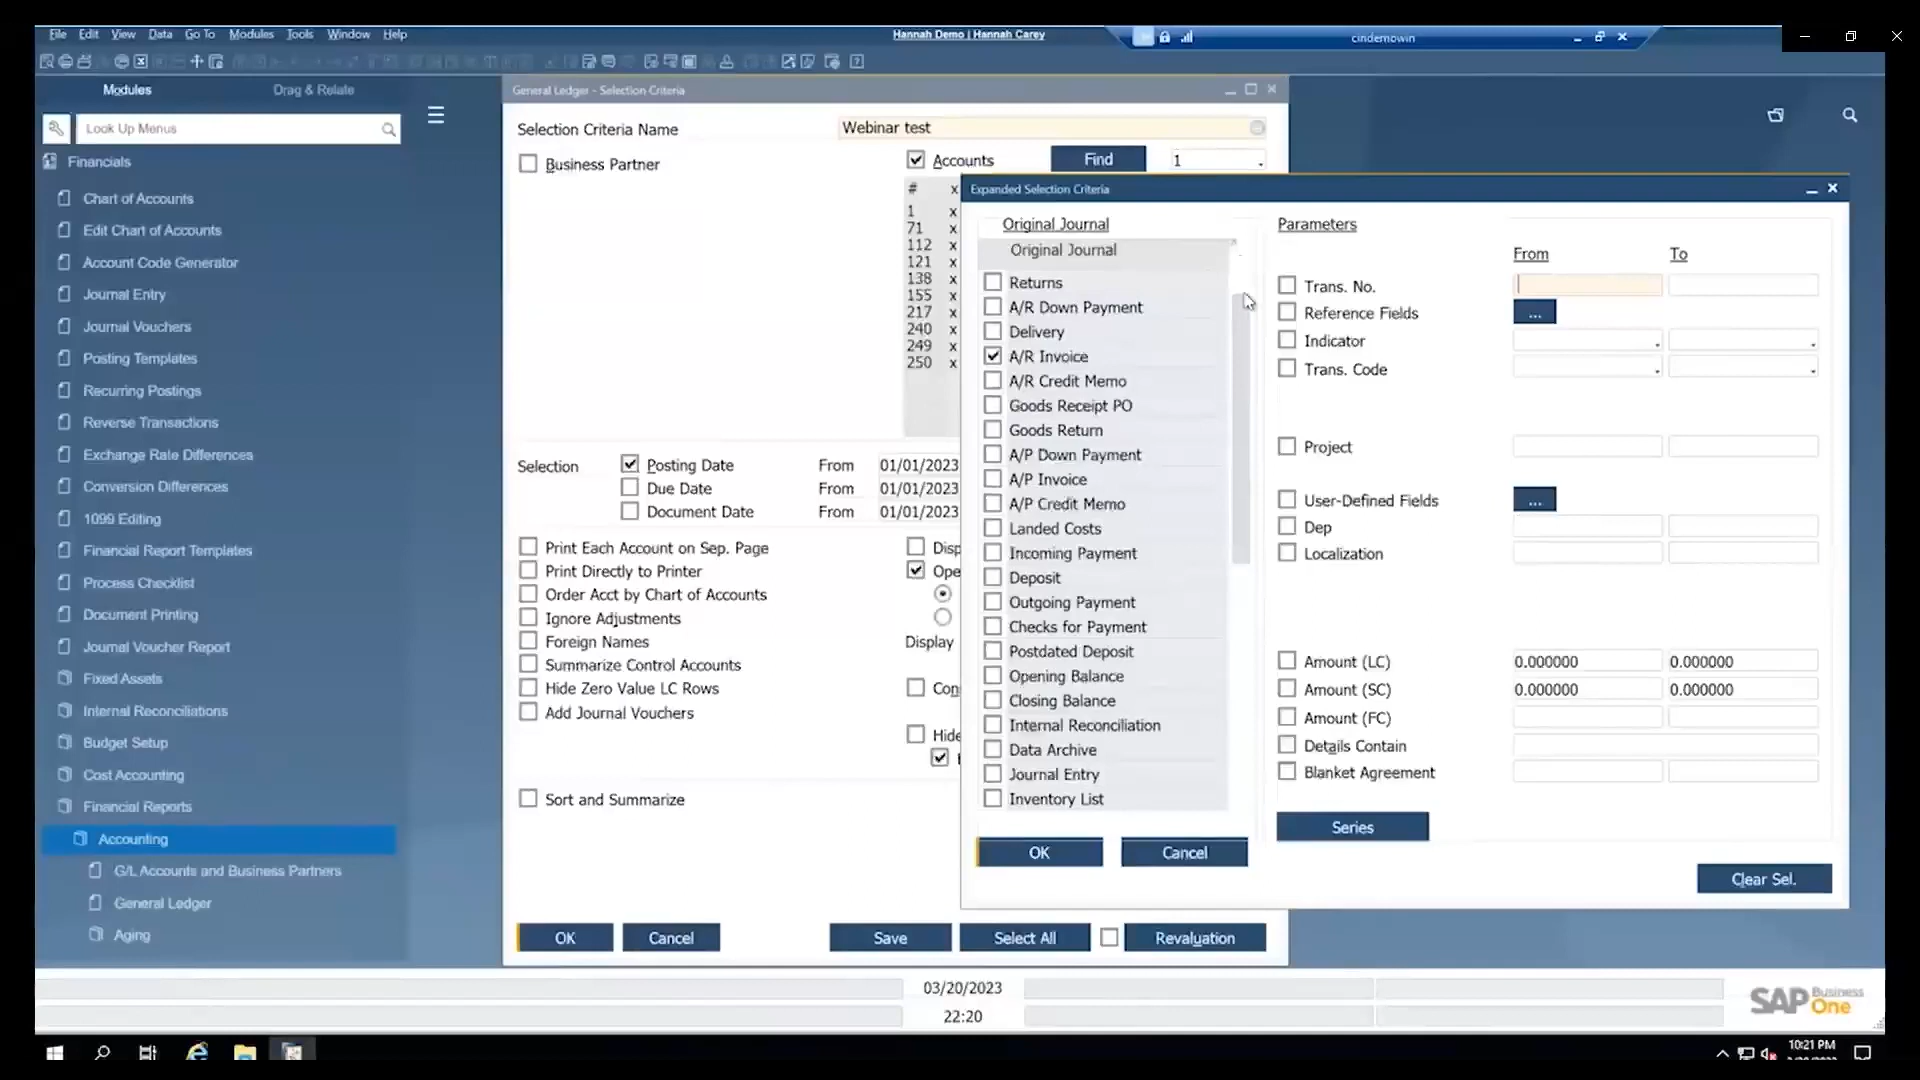 File Edit View Data Go To Modules Tools Window Help
Hannah Demo | Hannah Carey
cindemowin
Modules
Drag & Relate
Look Up Menus
Financials
Chart of Accounts
Edit Chart of Accounts
Account Code Generator
Journal Entry
Journal Vouchers
Posting Templates
Recurring Postings
Reverse Transactions
Exchange Rate Differences
Conversion Differences
1099 Editing
Financial Report Templates
Process Checklist
Document Printing
Journal Voucher Report
Fixed Assets
Internal Reconciliations
Budget Setup
Cost Accounting
Financial Reports
Accounting
G/L Accounts and Business Partners
General Ledger
Aging
General Ledger - Selection Criteria
Selection Criteria Name
Webinar test
Business Partner
Accounts
Find
1
# x
1 x
71 x
112 x
121 x
138 x
155 x
217 x
240 x
249 x
250 x
Selection
Posting Date From 01/01/2023
Due Date From 01/01/2023
Document Date From 01/01/2023
Print Each Account on Sep. Page
Print Directly to Printer
Order Acct by Chart of Accounts
Ignore Adjustments
Foreign Names
Summarize Control Accounts
Hide Zero Value LC Rows
Add Journal Vouchers
Sort and Summarize
Disp
Ope
Display
Con
Hide
OK
Cancel
Save
Select All
Revaluation
Expanded Selection Criteria
Original Journal
Original Journal
Returns
A/R Down Payment
Delivery
A/R Invoice
A/R Credit Memo
Goods Receipt PO
Goods Return
A/P Down Payment
A/P Invoice
A/P Credit Memo
Landed Costs
Incoming Payment
Deposit
Outgoing Payment
Checks for Payment
Postdated Deposit
Opening Balance
Closing Balance
Internal Reconciliation
Data Archive
Journal Entry
Inventory List
OK
Cancel
Parameters
From To
Trans. No.
Reference Fields ...
Indicator
Trans. Code
Project
User-Defined Fields ...
Dep
Localization
Amount (LC) 0.000000 0.000000
Amount (SC) 0.000000 0.000000
Amount (FC)
Details Contain
Blanket Agreement
Series
Clear Sel.
03/20/2023
22:20
SAP Business One
10:21 PM